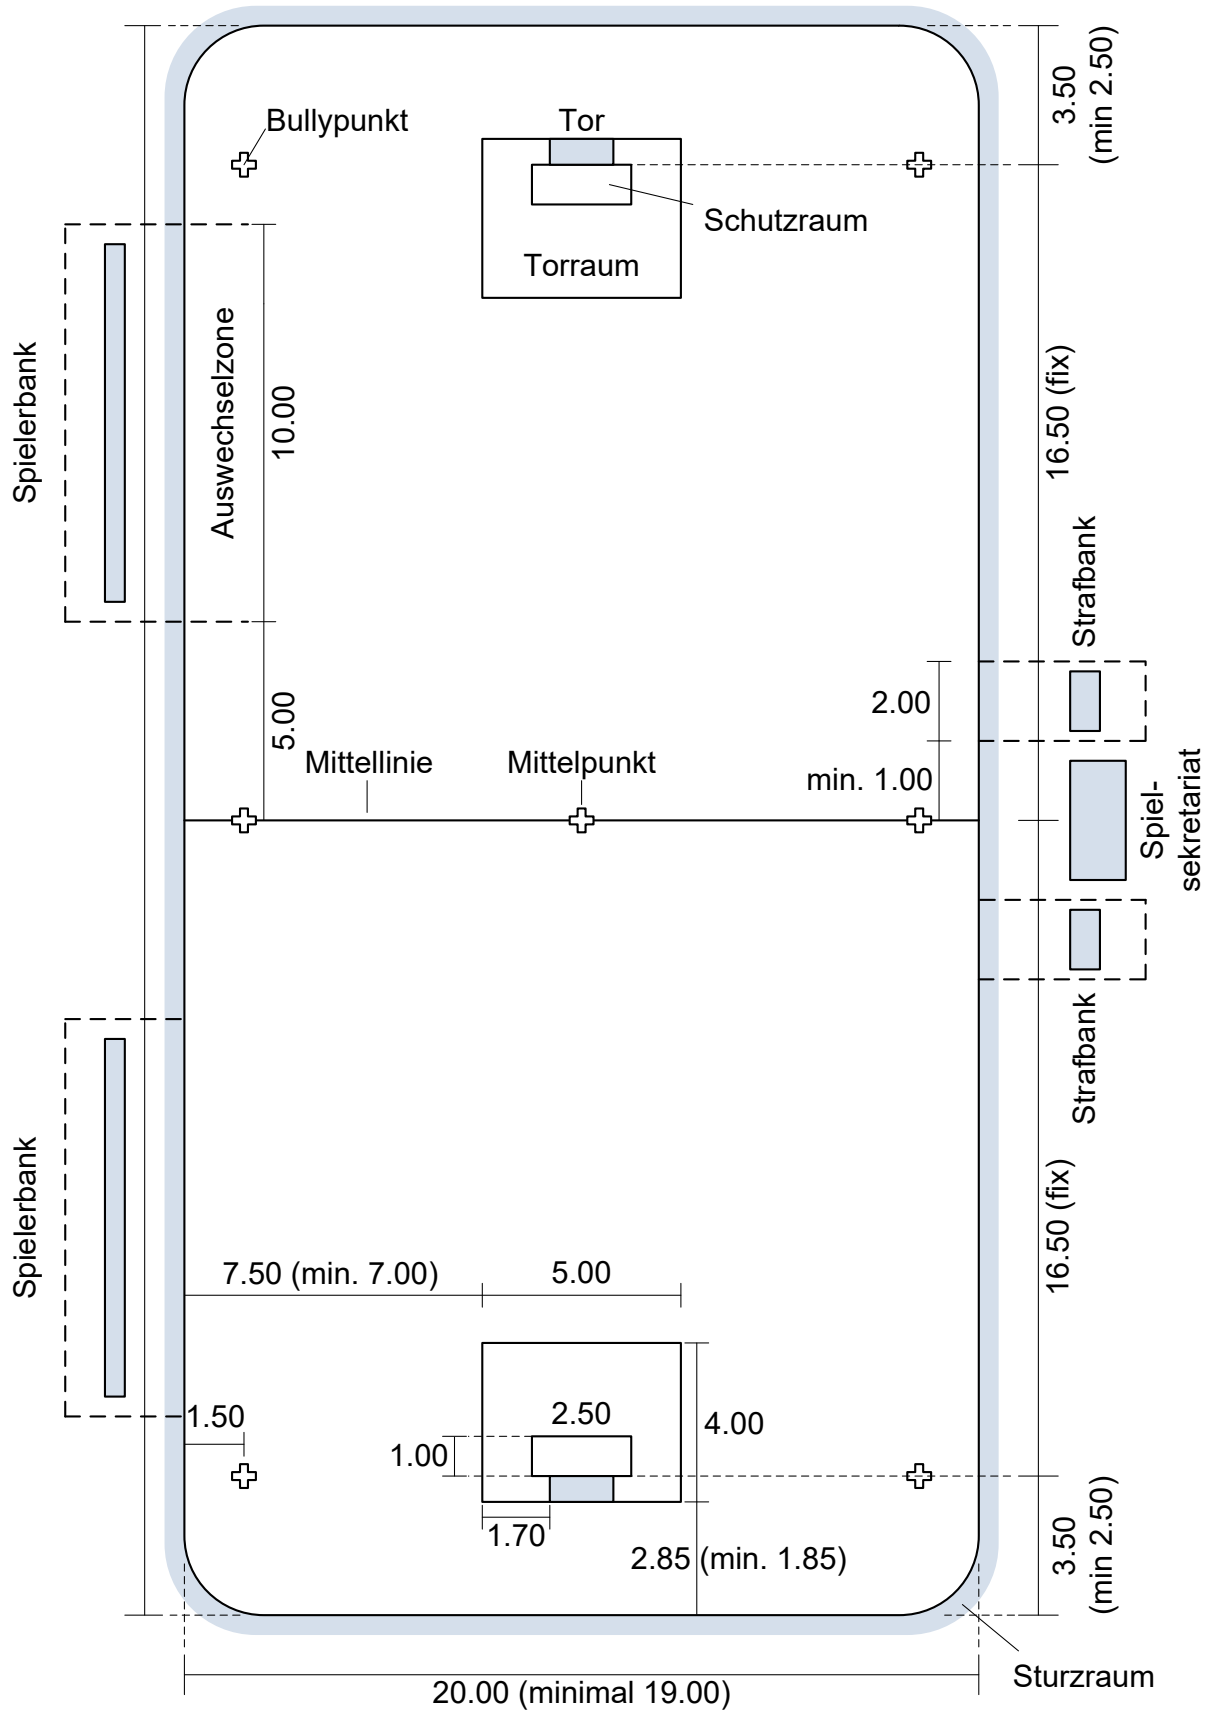 3.50
(min 2.50)
Bullypunkt
Tor
Schutzraum
Torraum
Spielerbank
Auswechselzone
10.00
16.50 (fix)
Strafbank
5.00
2.00
Mittellinie
Mittelpunkt
min. 1.00
Spiel-
sekretariat
Strafbank
Spielerbank
16.50 (fix)
7.50 (min. 7.00)
5.00
1.50
2.50
4.00
1.00
1.70
2.85 (min. 1.85)
3.50
(min 2.50)
Sturzraum
20.00 (minimal 19.00)